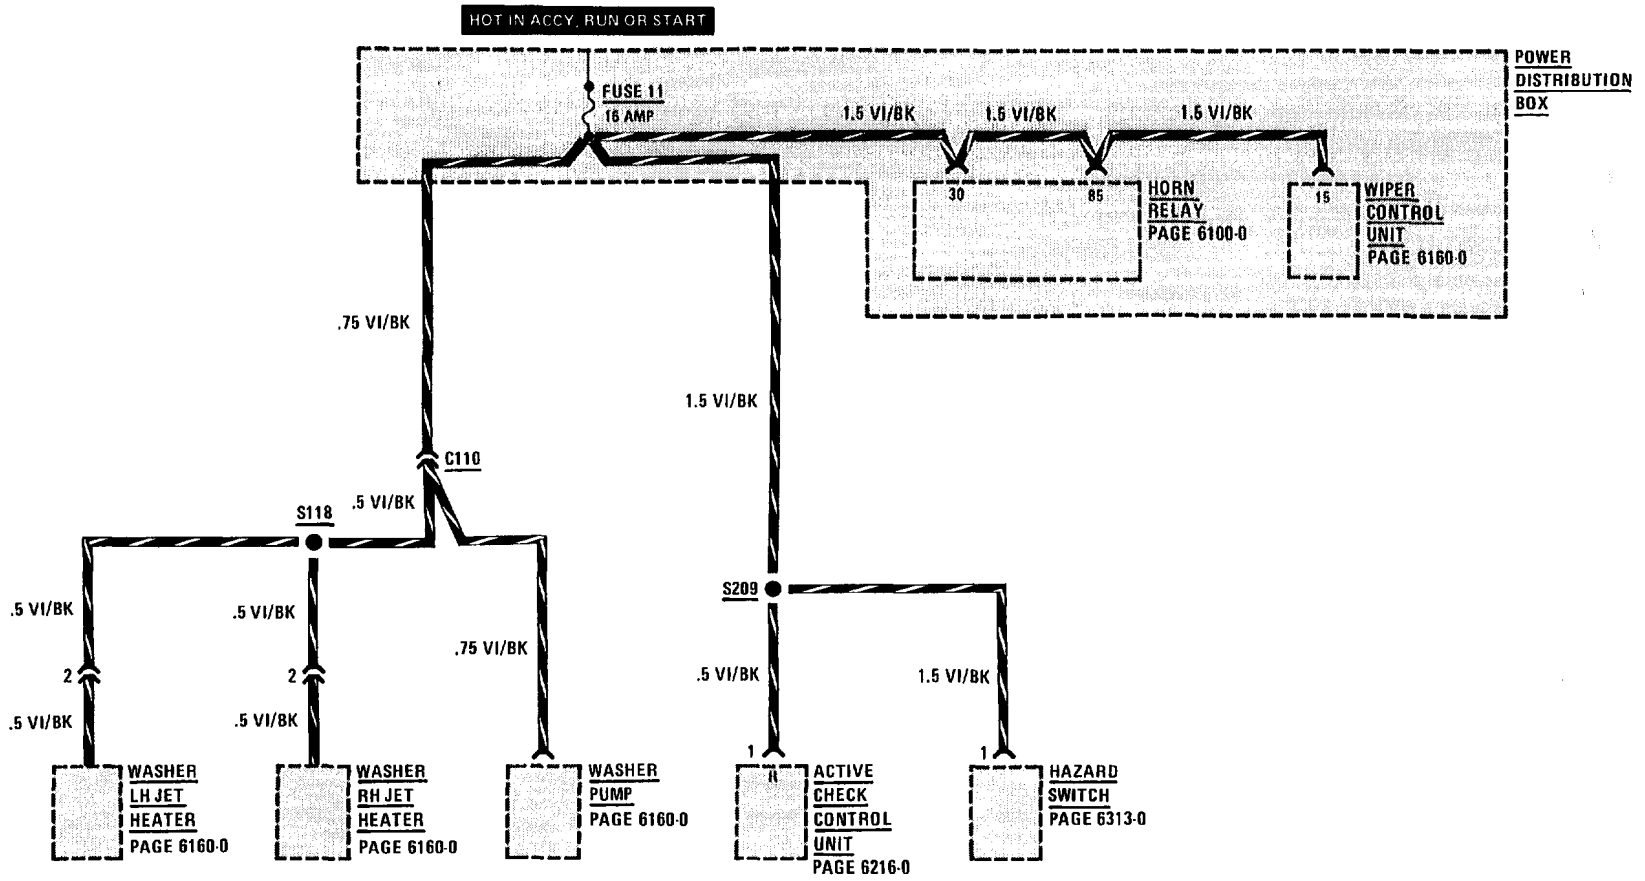 HOT IN ACCY, RUN OR START
POWER
DISTRIBUTION
BOX
FUSE 11
16 AMP
1.5 VI/BK
1.5 VI/BK
1.5 VI/BK
30
85
HORN
RELAY
PAGE 6100-0
15
WIPER
CONTROL
UNIT
PAGE 6160-0
.75 VI/BK
1.5 VI/BK
C110
.5 VI/BK
S118
S209
.5 VI/BK
.5 VI/BK
.75 VI/BK
.5 VI/BK
1.5 VI/BK
2
2
.5 VI/BK
.5 VI/BK
1
1
WASHER
LH JET
HEATER
PAGE 6160-0
WASHER
RH JET
HEATER
PAGE 6160-0
WASHER
PUMP
PAGE 6160-0
ACTIVE
CHECK
CONTROL
UNIT
PAGE 6216-0
HAZARD
SWITCH
PAGE 6313-0